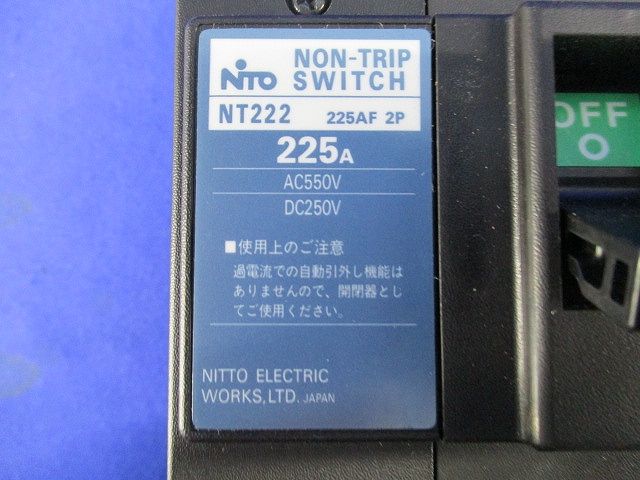 NITO
NON-TRIP
SWITCH
NT222 225AF 2P
225A
AC550V
DC250V
■使用上のご注意
過電流での自動引外し機能は
ありませんので、開閉器とし
てご使用ください。
NITTO ELECTRIC
WORKS,LTD. JAPAN
OFF
O